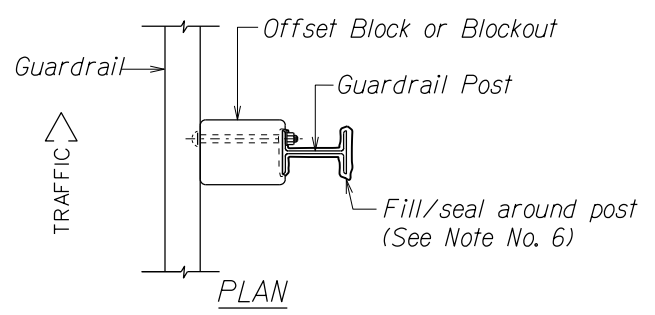 Offset Block or Blockout
Guardrail
Guardrail Post
TRAFFIC
Fill/seal around post
(See Note No. 6)
PLAN